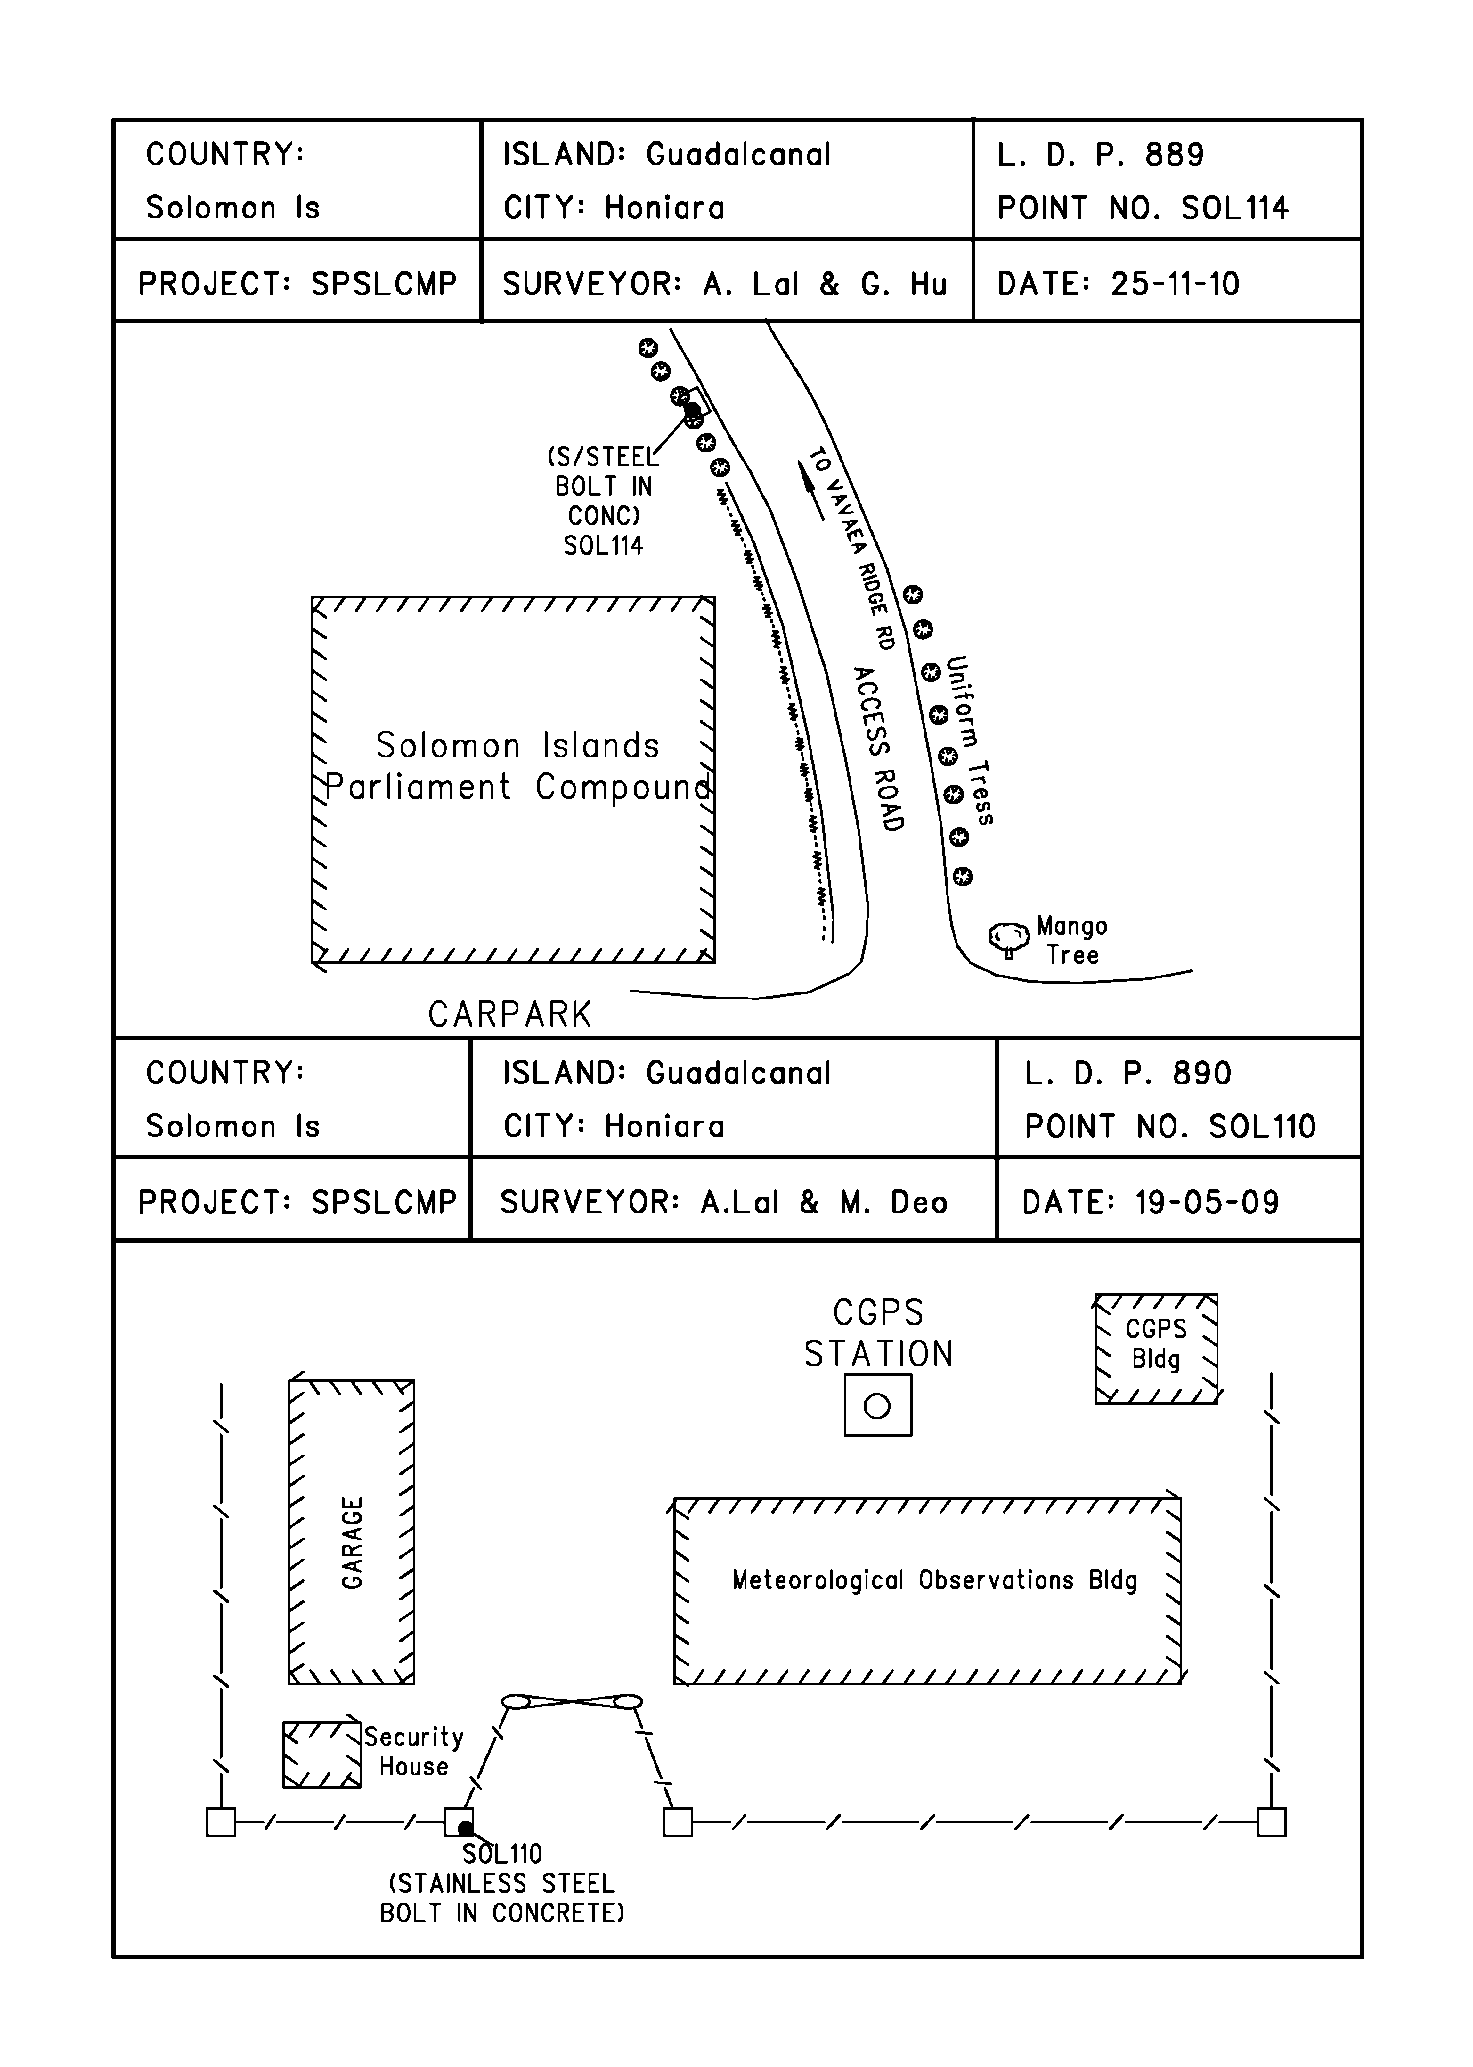 COUNTRY:
Solomon Is
ISLAND: Guadalcanal
CITY: Honiara
L. D. P. 889
POINT NO. SOL114
PROJECT: SPSLCMP
SURVEYOR: A. Lal & G. Hu
DATE: 25-11-10
(S/STEEL
BOLT IN
CONC)
SOL114
TO VAVAEA RIDGE RD
ACCESS ROAD
Uniform Tress
Solomon Islands
Parliament Compound
Mango
Tree
CARPARK
COUNTRY:
Solomon Is
ISLAND: Guadalcanal
CITY: Honiara
L. D. P. 890
POINT NO. SOL110
PROJECT: SPSLCMP
SURVEYOR: A.Lal & M. Deo
DATE: 19-05-09
CGPS
STATION
CGPS
Bldg
GARAGE
Meteorological Observations Bldg
Security
House
SOL110
(STAINLESS STEEL
BOLT IN CONCRETE)